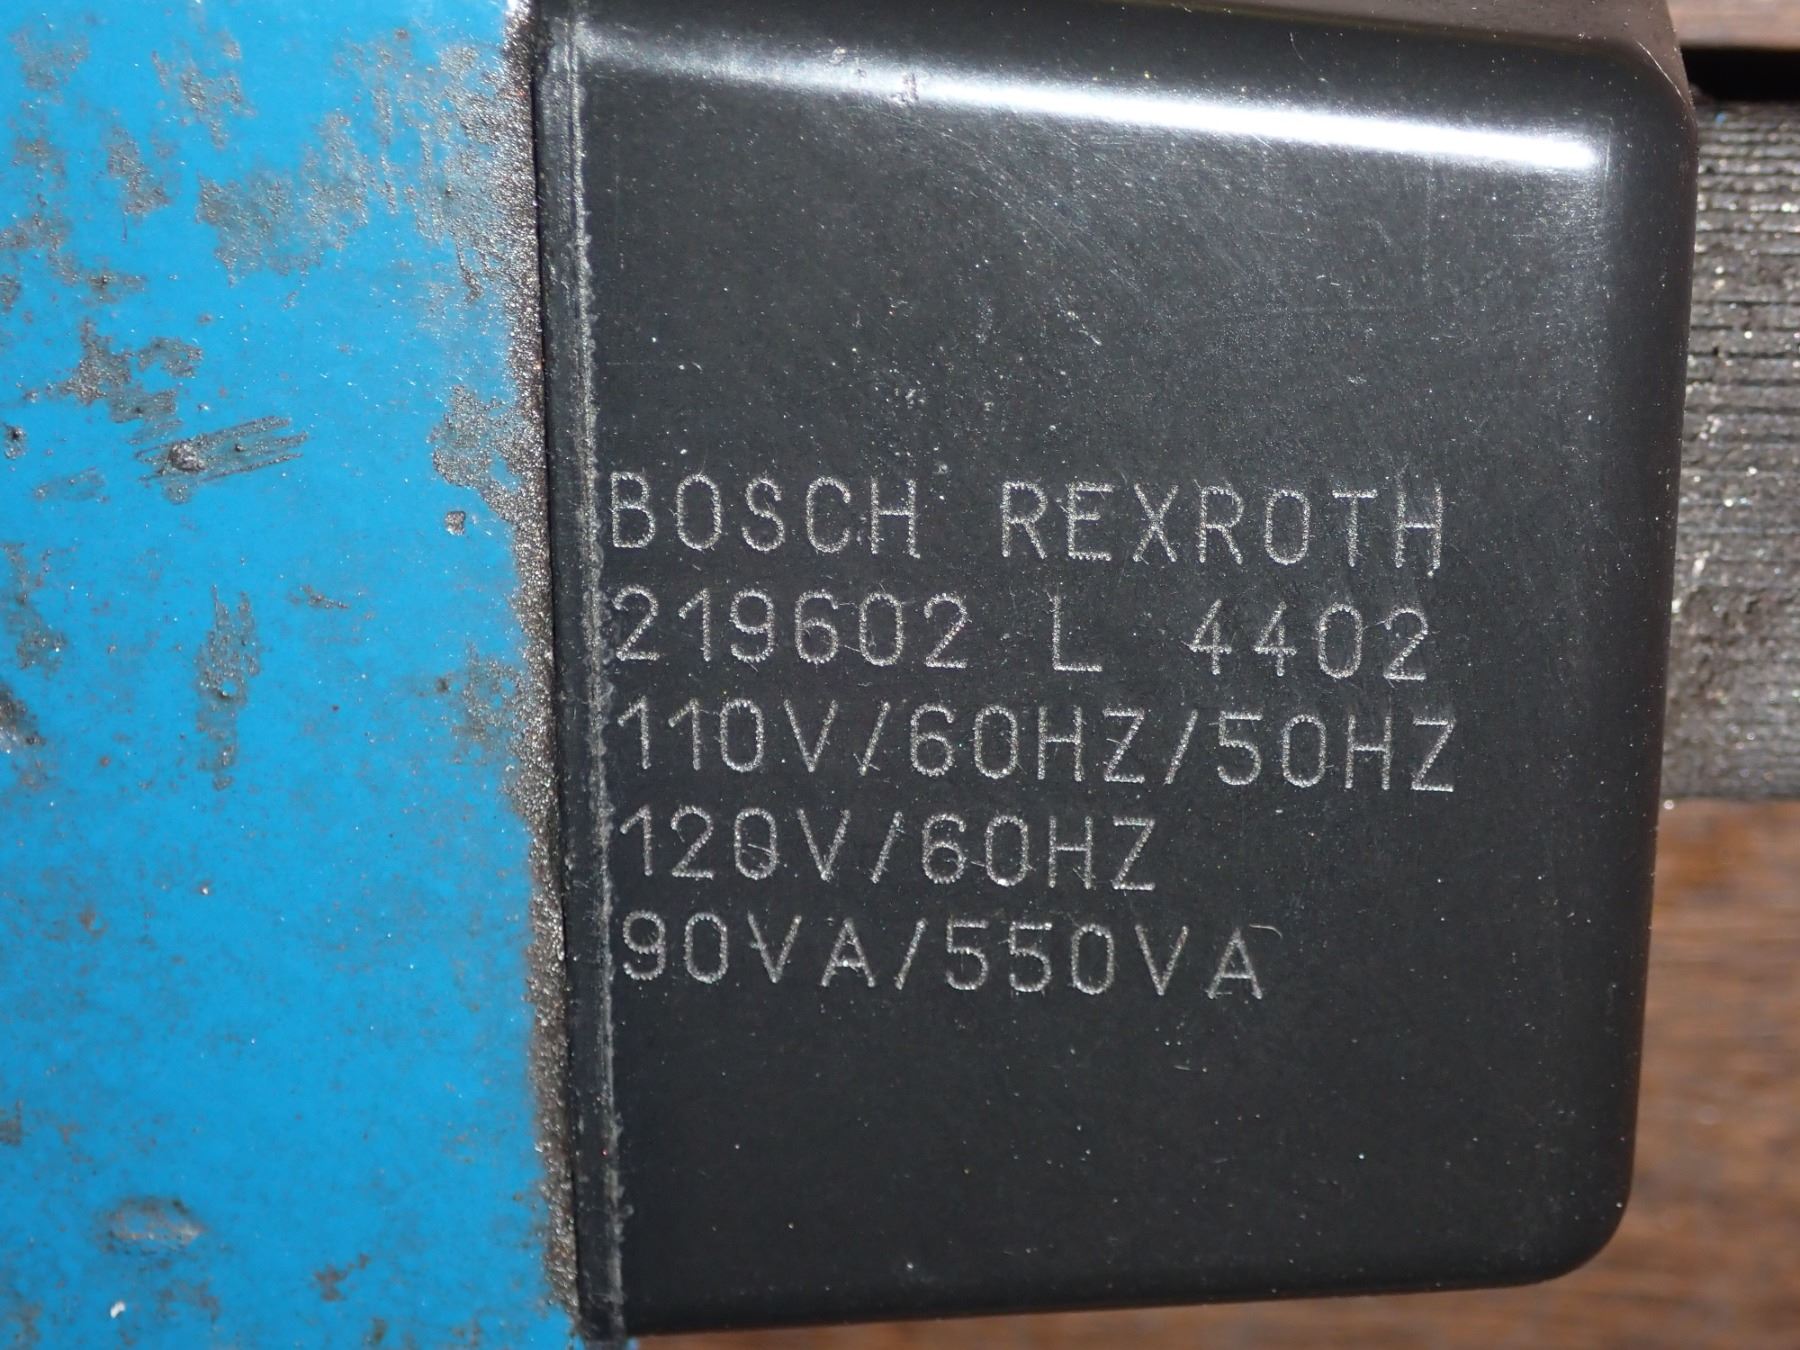 BOSCH REXROTH
219602 L 4402
110V/60HZ/50HZ
120V/60HZ
90VA/550VA